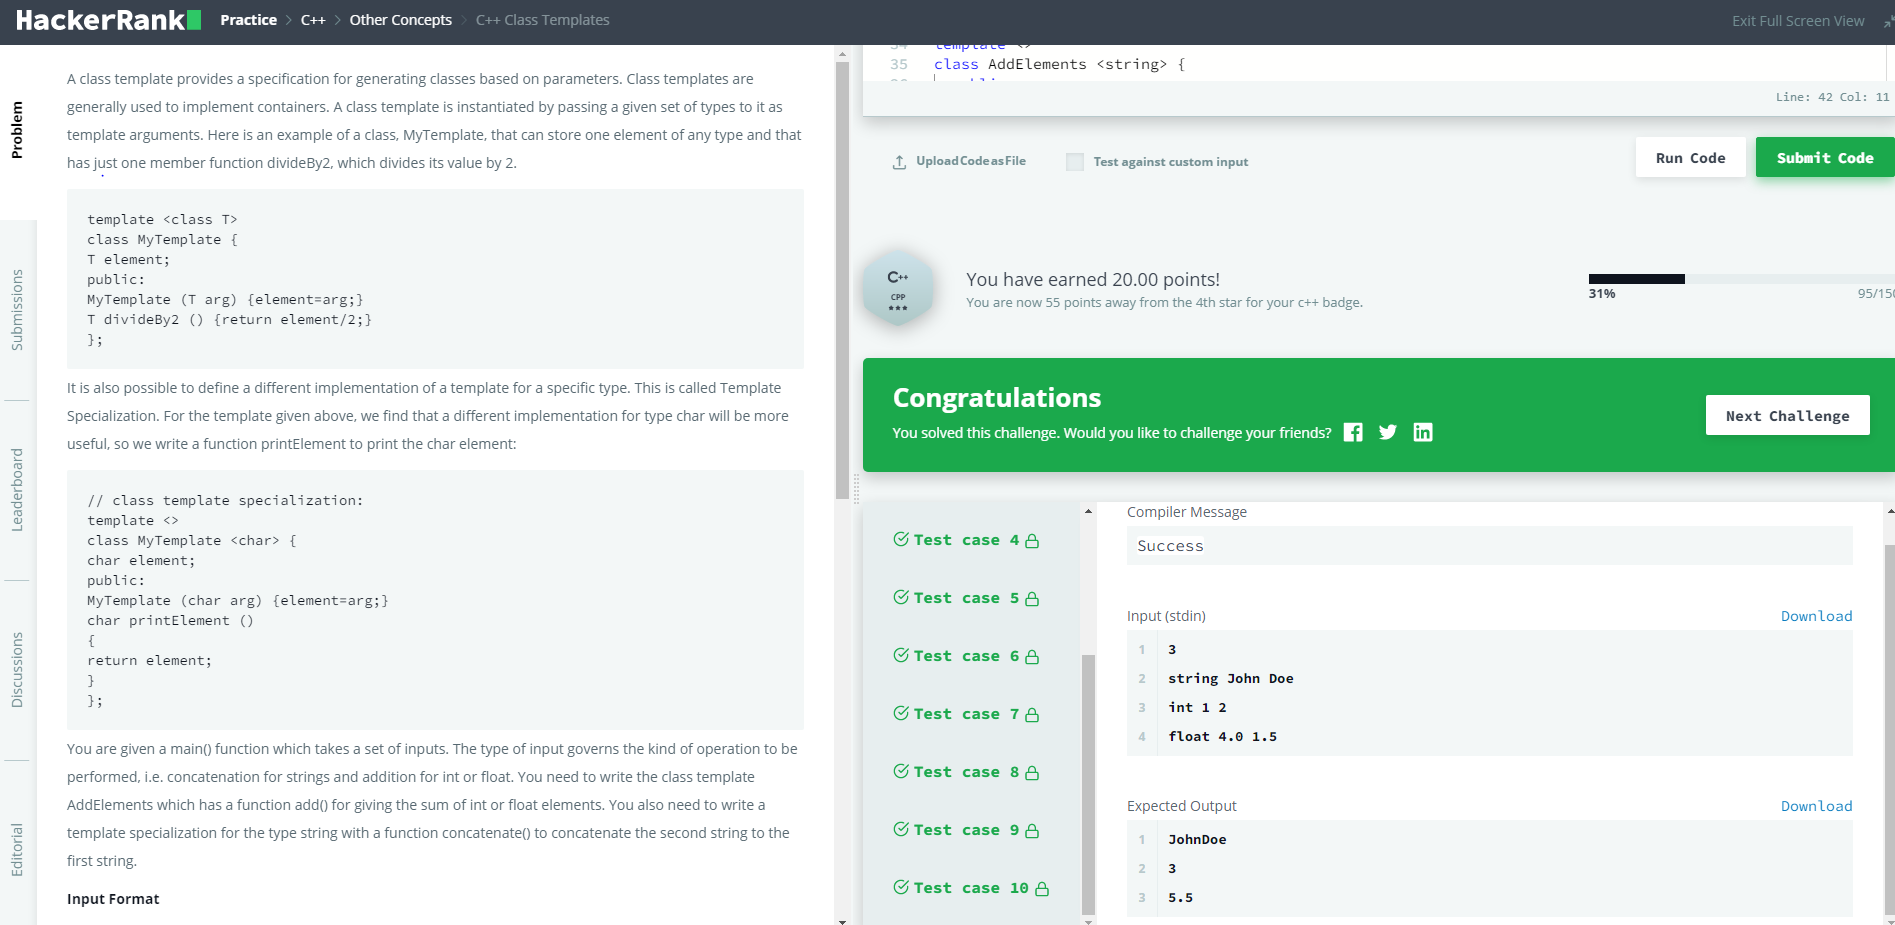 HackerRank Practice > C++ > Other Concepts > C++ Class Templates Exit Full Screen View
Problem
Submissions
Leaderboard
Discussions
Editorial
A class template provides a specification for generating classes based on parameters. Class templates are
generally used to implement containers. A class template is instantiated by passing a given set of types to it as
template arguments. Here is an example of a class, MyTemplate, that can store one element of any type and that
has just one member function divideBy2, which divides its value by 2.
template <class T>
class MyTemplate {
T element;
public:
MyTemplate (T arg) {element=arg;}
T divideBy2 () {return element/2;}
};
It is also possible to define a different implementation of a template for a specific type. This is called Template
Specialization. For the template given above, we find that a different implementation for type char will be more
useful, so we write a function printElement to print the char element:
// class template specialization:
template <>
class MyTemplate <char> {
char element;
public:
MyTemplate (char arg) {element=arg;}
char printElement ()
{
return element;
}
};
You are given a main() function which takes a set of inputs. The type of input governs the kind of operation to be
performed, i.e. concatenation for strings and addition for int or float. You need to write the class template
AddElements which has a function add() for giving the sum of int or float elements. You also need to write a
template specialization for the type string with a function concatenate() to concatenate the second string to the
first string.
Input Format
34 template <>
35 class AddElements <string> {
Line: 42 Col: 11
Upload Code as File Test against custom input Run Code Submit Code
C++
CPP
You have earned 20.00 points!
You are now 55 points away from the 4th star for your c++ badge.
31% 95/150
Congratulations
You solved this challenge. Would you like to challenge your friends?
Next Challenge
Test case 4
Test case 5
Test case 6
Test case 7
Test case 8
Test case 9
Test case 10
Compiler Message
Success
Input (stdin) Download
1 3
2 string John Doe
3 int 1 2
4 float 4.0 1.5
Expected Output Download
1 JohnDoe
2 3
3 5.5